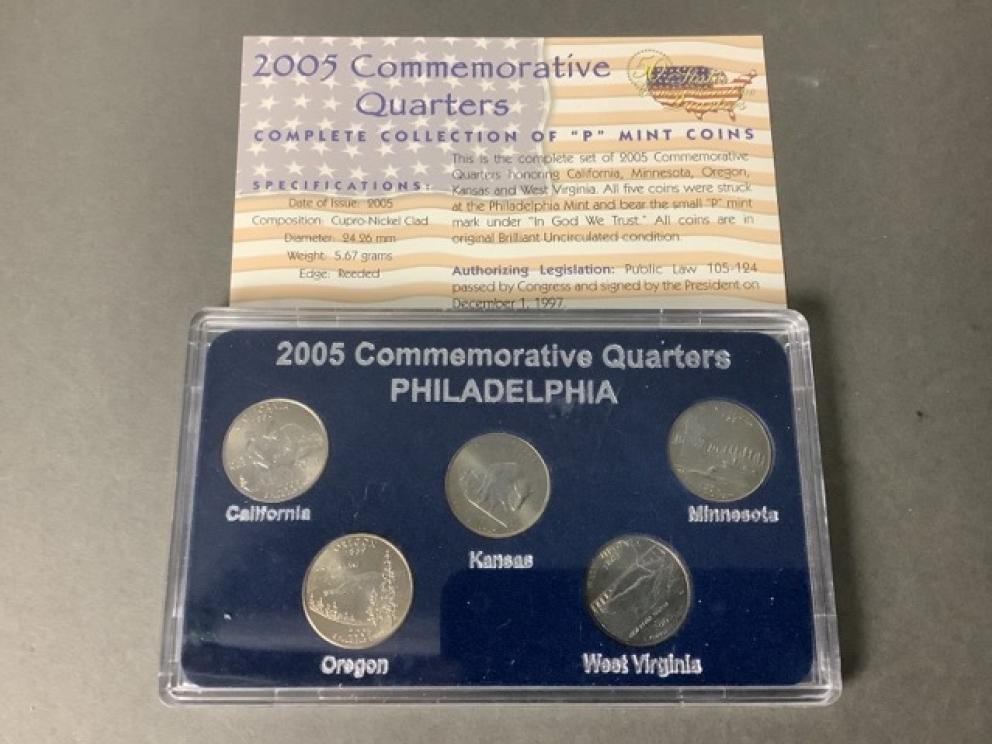 2005 Commemorative
Quarters
COMPLETE COLLECTION OF "P" MINT COINS
SPECIFICATIONS:
Date of Issue: 2005
Composition: Cupro-Nickel Clad
Diameter: 24.26 mm
Weight: 5.67 grams
Edge: Reeded
This is the complete set of 2005 Commemorative
Quarters honoring California, Minnesota, Oregon,
Kansas and West Virginia. All five coins were struck
at the Philadelphia Mint and bear the small "P" mint
mark under "In God We Trust." All coins are in
original Brilliant Uncirculated condition.
Authorizing Legislation: Public Law 105-124
passed by Congress and signed by the President on
December 1, 1997.
2005 Commemorative Quarters
PHILADELPHIA
California
Kansas
Minnesota
Oregon
West Virginia
CALIFORNIA
OREGON